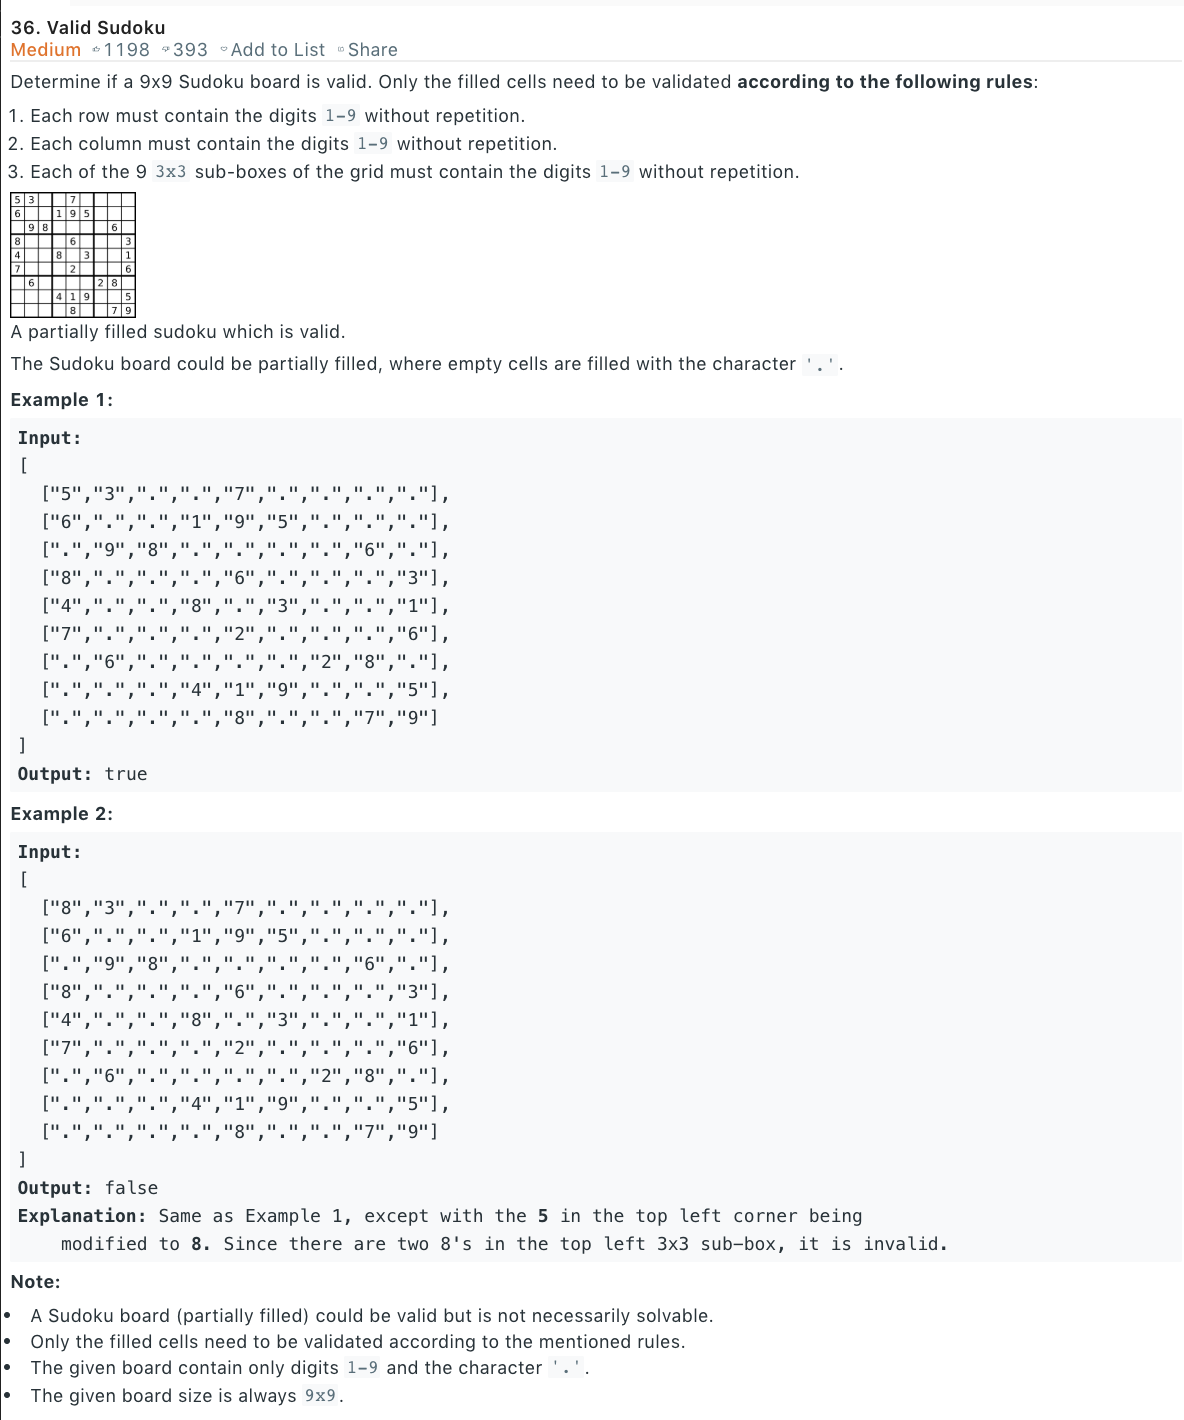 36. Valid Sudoku
Medium 1198 393 Add to List Share
Determine if a 9x9 Sudoku board is valid. Only the filled cells need to be validated according to the following rules:
1. Each row must contain the digits 1-9 without repetition.
2. Each column must contain the digits 1-9 without repetition.
3. Each of the 9 3x3 sub-boxes of the grid must contain the digits 1-9 without repetition.
5 3 7
6 1 9 5
9 8 6
8 6 3
4 8 3 1
7 2 6
6 2 8
4 1 9 5
8 7 9
A partially filled sudoku which is valid.
The Sudoku board could be partially filled, where empty cells are filled with the character '.'.
Example 1:
Input:
[
["5","3",".",".","7",".",".",".","."],
["6",".",".","1","9","5",".",".","."],
[".","9","8",".",".",".",".","6","."],
["8",".",".",".","6",".",".",".","3"],
["4",".",".","8",".","3",".",".","1"],
["7",".",".",".","2",".",".",".","6"],
[".","6",".",".",".",".","2","8","."],
[".",".",".","4","1","9",".",".","5"],
[".",".",".",".","8",".",".","7","9"]
]
Output: true
Example 2:
Input:
[
["8","3",".",".","7",".",".",".","."],
["6",".",".","1","9","5",".",".","."],
[".","9","8",".",".",".",".","6","."],
["8",".",".",".","6",".",".",".","3"],
["4",".",".","8",".","3",".",".","1"],
["7",".",".",".","2",".",".",".","6"],
[".","6",".",".",".",".","2","8","."],
[".",".",".","4","1","9",".",".","5"],
[".",".",".",".","8",".",".","7","9"]
]
Output: false
Explanation: Same as Example 1, except with the 5 in the top left corner being
modified to 8. Since there are two 8's in the top left 3x3 sub-box, it is invalid.
Note:
• A Sudoku board (partially filled) could be valid but is not necessarily solvable.
• Only the filled cells need to be validated according to the mentioned rules.
• The given board contain only digits 1-9 and the character '.'.
• The given board size is always 9x9.